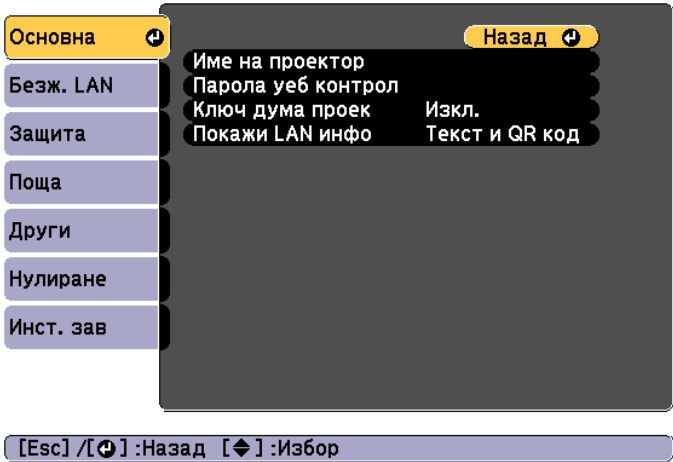 Основна
Назад
Име на проектор
Безж. LAN
Парола уеб контрол
Ключ дума проек Изкл.
Защита
Покажи LAN инфо Текст и QR код
Поща
Други
Нулиране
Инст. зав
[Esc] /[ ] :Назад [ ] :Избор